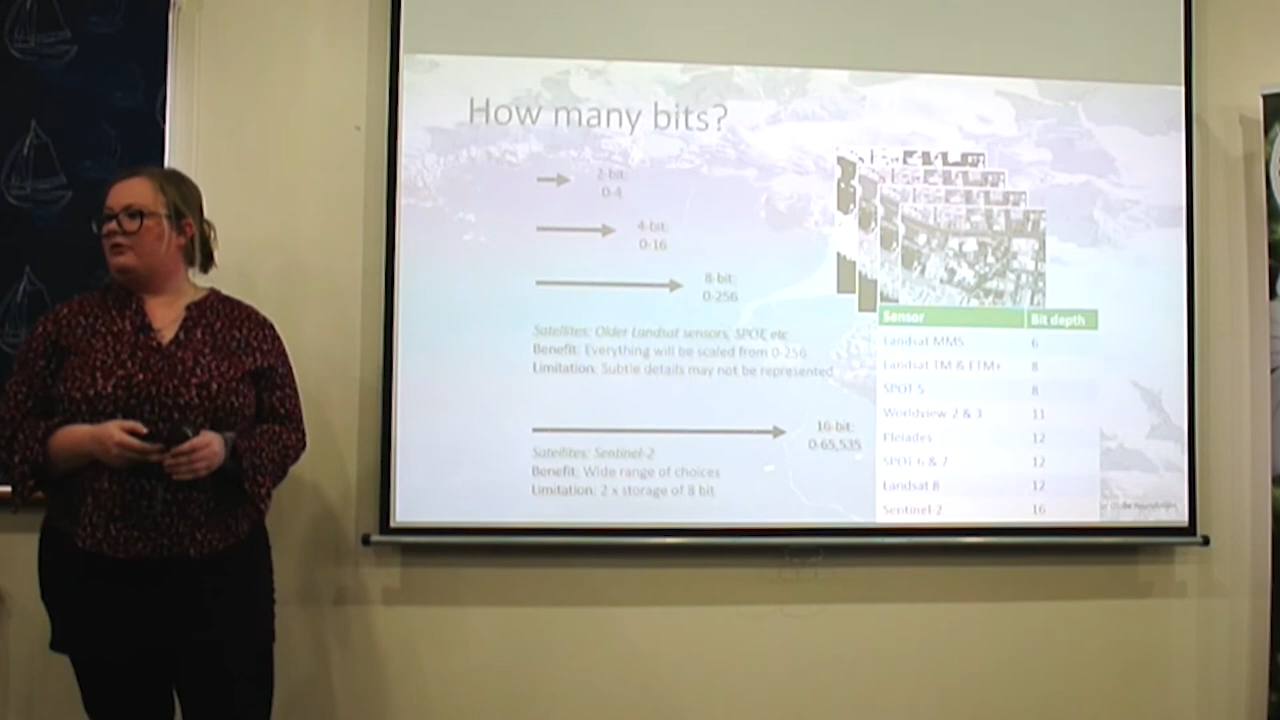 How many bits?
2-bit:
0-4
4-bit:
0-16
8-bit:
0-256
Satellites: Older Landsat sensors, SPOT, etc
Benefit: Everything will be scaled from 0-256
Limitation: Subtle details may not be represented
16-bit:
0-65,535
Satellites: Sentinel-2
Benefit: Wide range of choices
Limitation: 2 x storage of 8 bit
Sensor Bit depth
Landsat MMS 6
Landsat TM & ETM+ 8
SPOT 5 8
Worldview 2 & 3 11
Pleiades 12
SPOT 6 & 7 12
Landsat 8 12
Sentinel-2 16